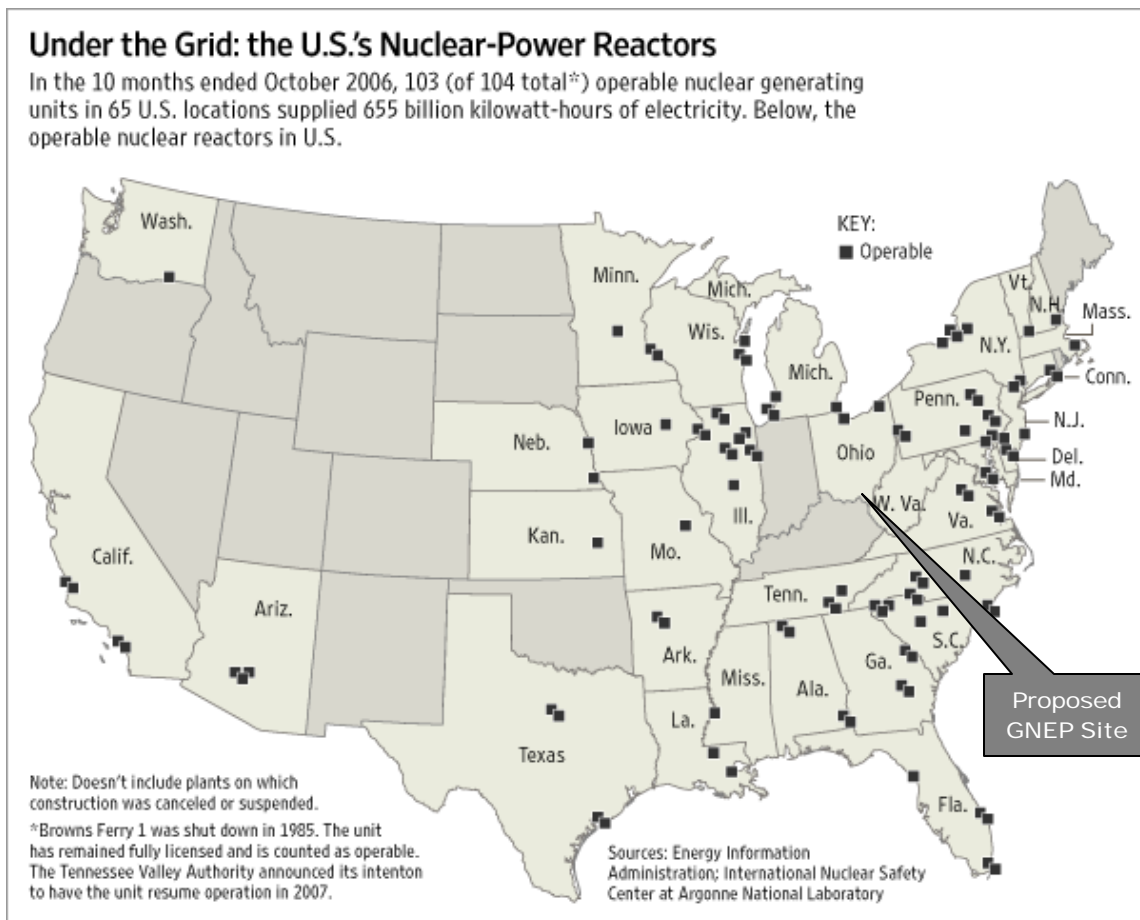 Under the Grid: the U.S.'s Nuclear-Power Reactors
In the 10 months ended October 2006, 103 (of 104 total*) operable nuclear generating
units in 65 U.S. locations supplied 655 billion kilowatt-hours of electricity. Below, the
operable nuclear reactors in U.S.
KEY:
Operable
Wash.
Minn.
Mich.
Wis.
Mich.
Vt.
N.H.
Mass.
N.Y.
Conn.
Penn.
N.J.
Del.
Md.
Neb.
Iowa
Ohio
W. Va.
Va.
Ill.
Kan.
Mo.
Calif.
Ariz.
N.C.
Tenn.
S.C.
Ark.
Miss.
Ala.
Ga.
La.
Texas
Fla.
Proposed
GNEP Site
Note: Doesn't include plants on which
construction was canceled or suspended.
*Browns Ferry 1 was shut down in 1985. The unit
has remained fully licensed and is counted as operable.
The Tennessee Valley Authority announced its intenton
to have the unit resume operation in 2007.
Sources: Energy Information
Administration; International Nuclear Safety
Center at Argonne National Laboratory